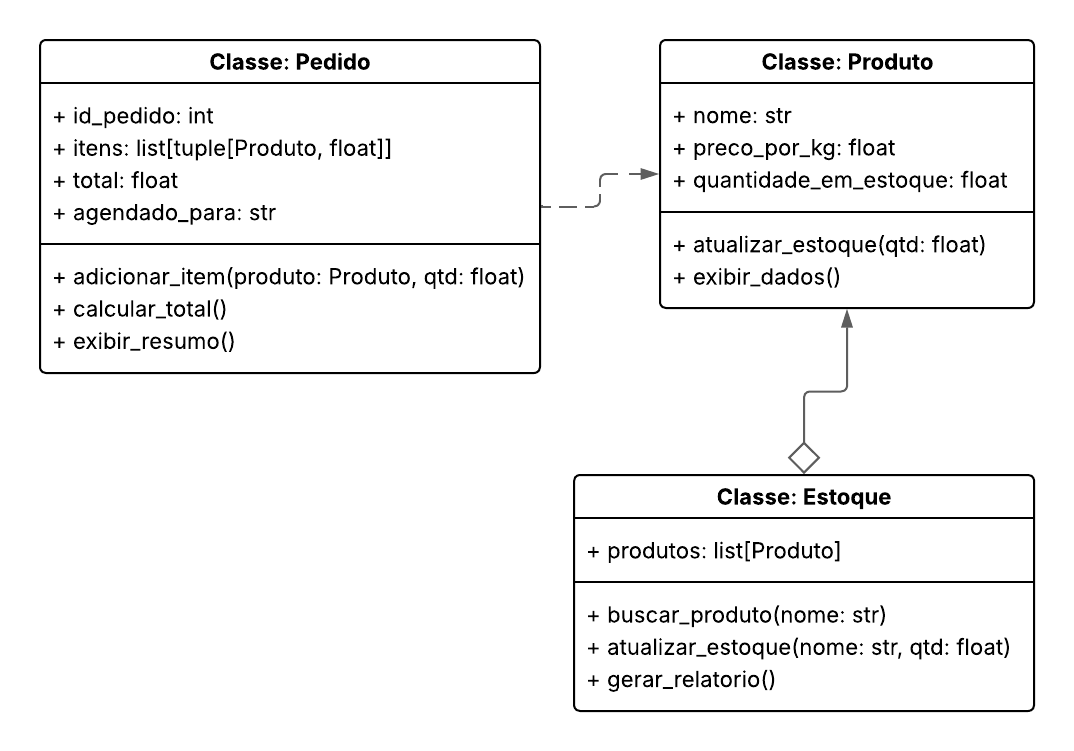 Classe: Pedido
+ id_pedido: int
+ itens: list[tuple[Produto, float]]
+ total: float
+ agendado_para: str
+ adicionar_item(produto: Produto, qtd: float)
+ calcular_total()
+ exibir_resumo()
Classe: Produto
+ nome: str
+ preco_por_kg: float
+ quantidade_em_estoque: float
+ atualizar_estoque(qtd: float)
+ exibir_dados()
Classe: Estoque
+ produtos: list[Produto]
+ buscar_produto(nome: str)
+ atualizar_estoque(nome: str, qtd: float)
+ gerar_relatorio()